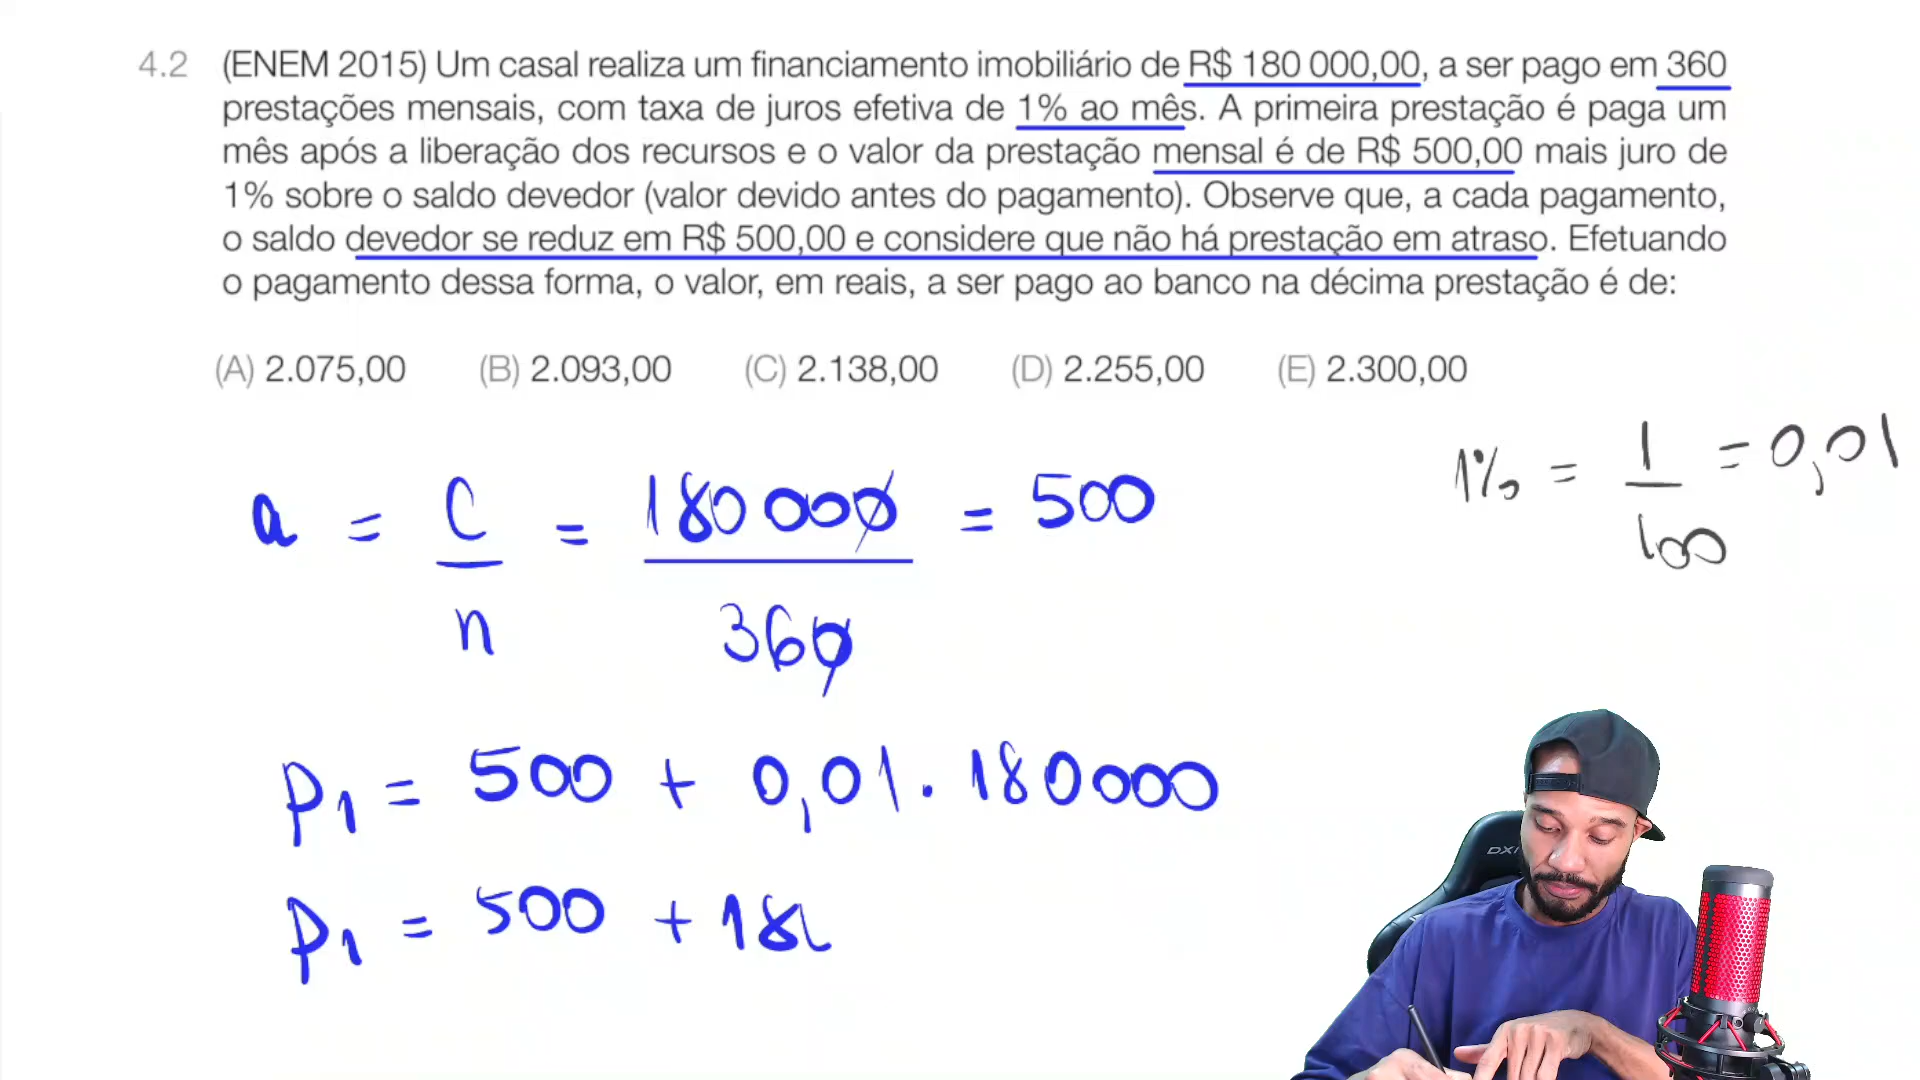 4.2 (ENEM 2015) Um casal realiza um financiamento imobiliário de R$ 180 000,00, a ser pago em 360
prestações mensais, com taxa de juros efetiva de 1% ao mês. A primeira prestação é paga um
mês após a liberação dos recursos e o valor da prestação mensal é de R$ 500,00 mais juro de
1% sobre o saldo devedor (valor devido antes do pagamento). Observe que, a cada pagamento,
o saldo devedor se reduz em R$ 500,00 e considere que não há prestação em atraso. Efetuando
o pagamento dessa forma, o valor, em reais, a ser pago ao banco na décima prestação é de:
(A) 2.075,00 (B) 2.093,00 (C) 2.138,00 (D) 2.255,00 (E) 2.300,00
1% = 1/100 = 0,01
a = C/n = 180 000/360 = 500
P1 = 500 + 0,01 . 180000
P1 = 500 + 18
DXR